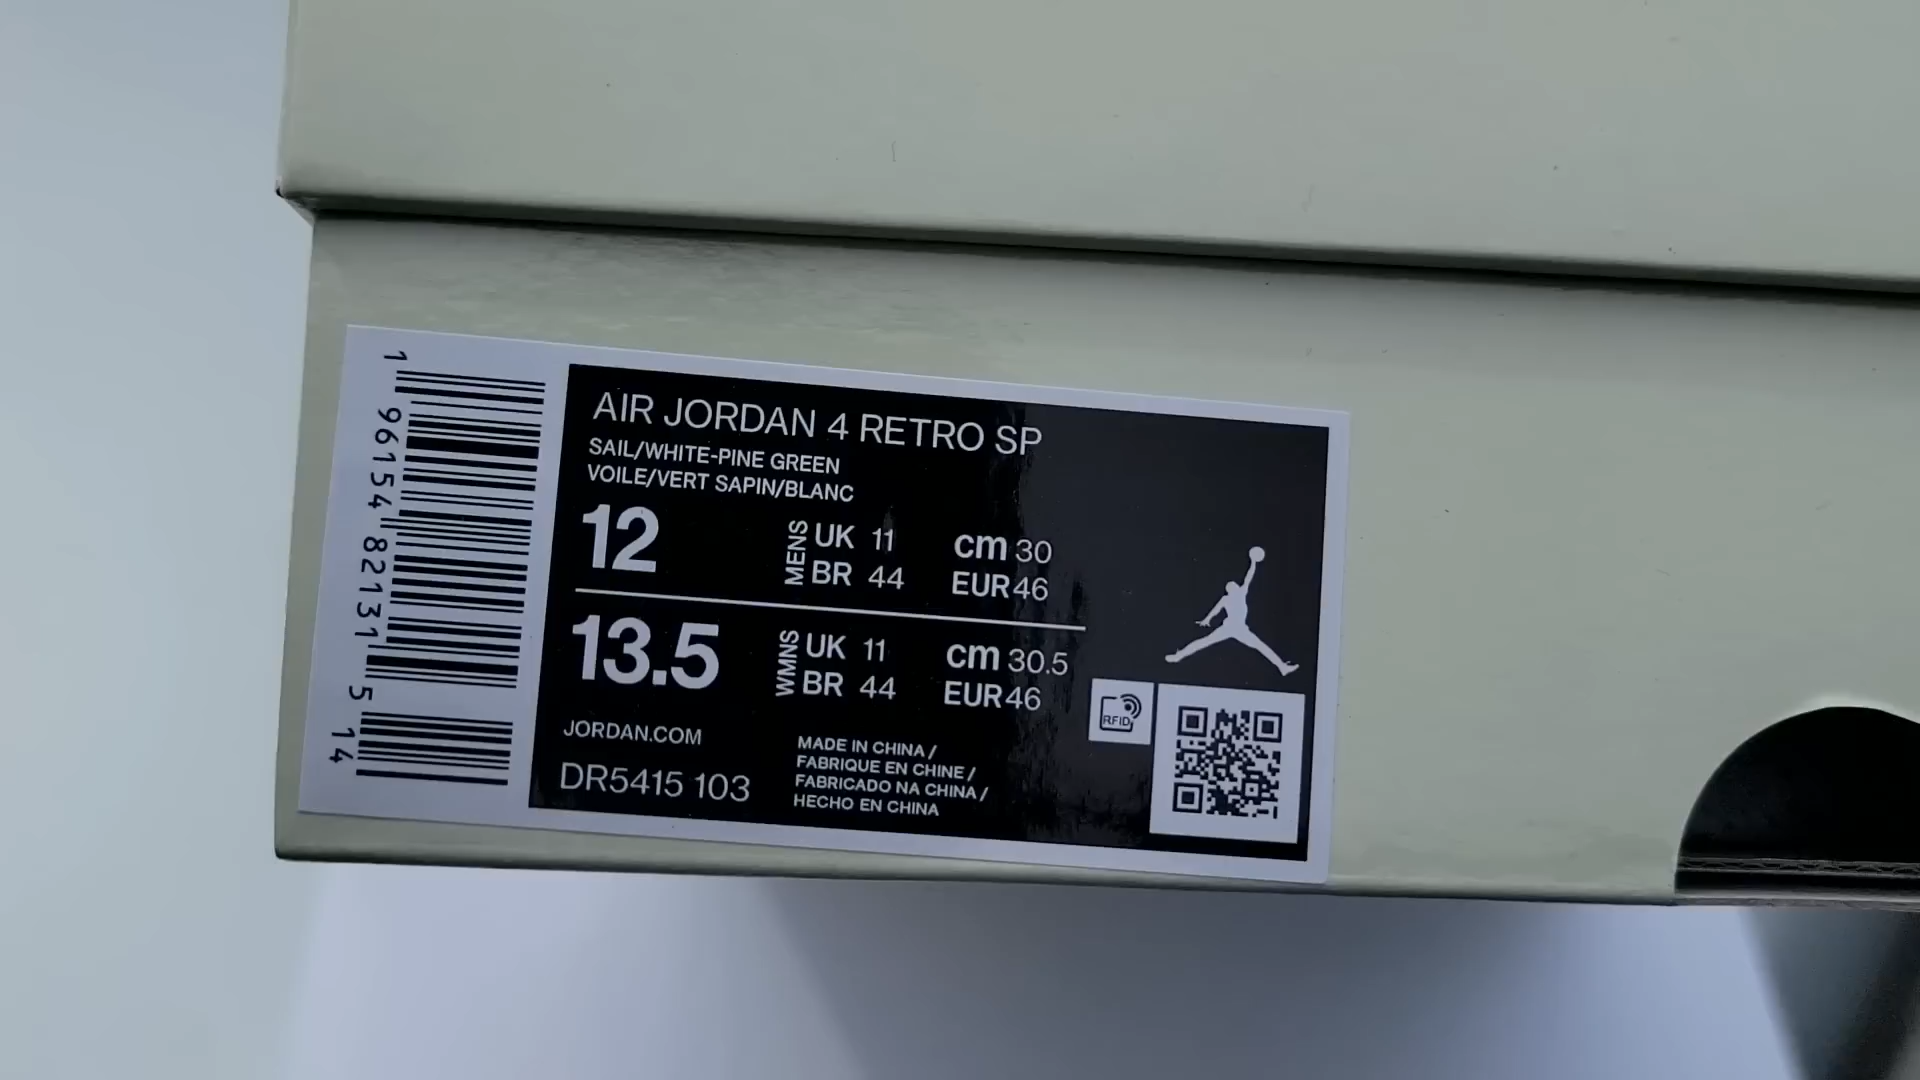 1 96154 82131 5 14
AIR JORDAN 4 RETRO SP
SAIL/WHITE-PINE GREEN
VOILE/VERT SAPIN/BLANC
12 MENS UK 11 cm 30
BR 44 EUR 46
13.5 WMNS UK 11 cm 30.5
BR 44 EUR 46
JORDAN.COM
DR5415 103
MADE IN CHINA /
FABRIQUE EN CHINE /
FABRICADO NA CHINA /
HECHO EN CHINA
RFID